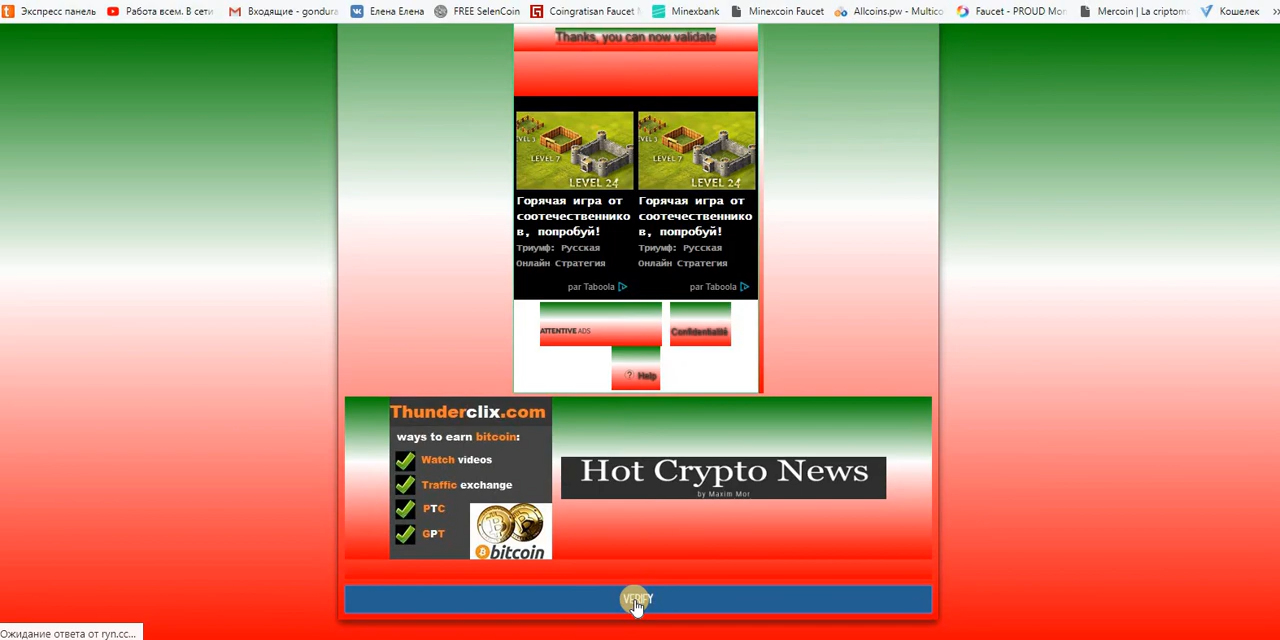 Экспресс панель
Работа всем. В сети
Входящие - gondura
Елена Елена
FREE SelenCoin
Coingratisan Faucet
Minexbank
Minexcoin Faucet
Allcoins.pw - Multico
Faucet - PROUD Mo
Mercoin | La criptom
Кошелек
Thanks, you can now validate
LEVEL 7
LEVEL 24
LEVEL 7
LEVEL 24
Горячая игра от
соотечественнико
в, попробуй!
Триумф: Русская
Онлайн Стратегия
par Taboola
Горячая игра от
соотечественнико
в, попробуй!
Триумф: Русская
Онлайн Стратегия
par Taboola
ATTENTIVE ADS
Confidentialité
? Help
Thunderclix.com
ways to earn bitcoin:
Watch videos
Traffic exchange
PTC
GPT
bitcoin
Hot Crypto News
by Maxim Mor
VERIFY
Ожидание ответа от ryn.cc...